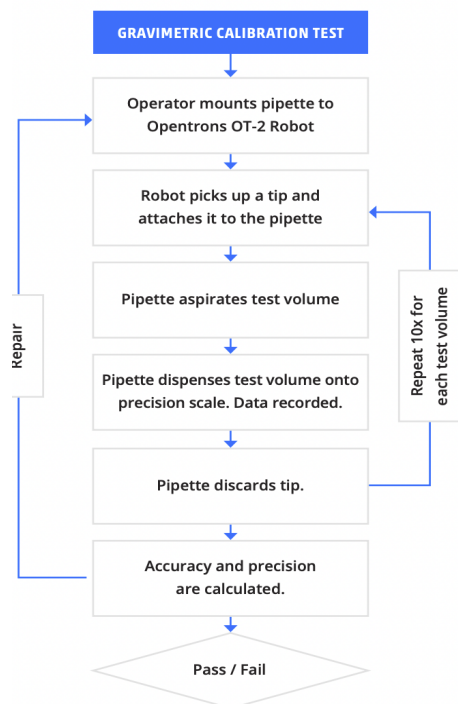 GRAVIMETRIC CALIBRATION TEST
Operator mounts pipette to
Opentrons OT-2 Robot
Robot picks up a tip and
attaches it to the pipette
Pipette aspirates test volume
Repair
Repeat 10x for
each test volume
Pipette dispenses test volume onto
precision scale. Data recorded.
Pipette discards tip.
Accuracy and precision
are calculated.
Pass / Fail